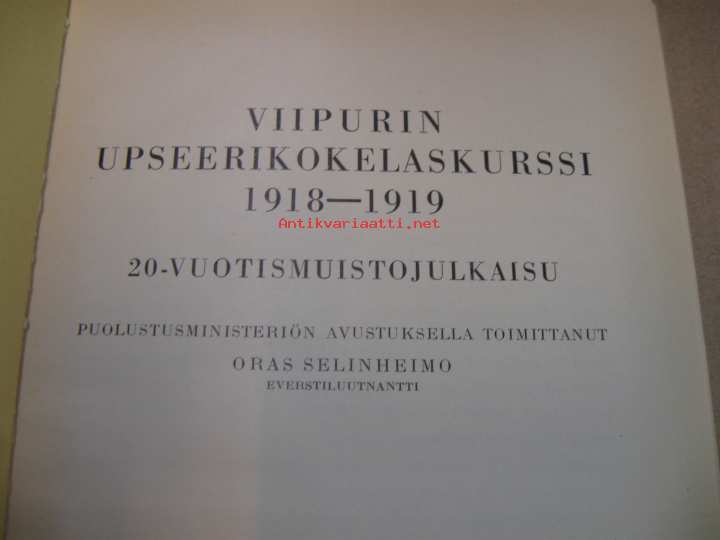 VIIPURIN
UPSEERIKOKELASKURSSI
1918—1919
Antikvariaatti.net
20-VUOTISMUISTOJULKAISU
PUOLUSTUSMINISTERIÖN AVUSTUKSELLA TOIMITTANUT
ORAS SELINHEIMO
EVERSTILUUTNANTTI